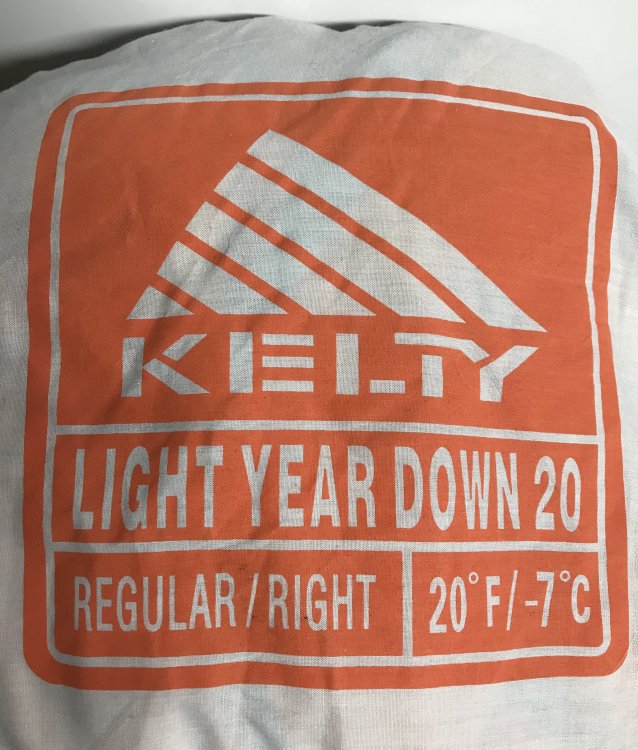 KELTY
LIGHT YEAR DOWN 20
REGULAR/RIGHT 20°F/-7°C